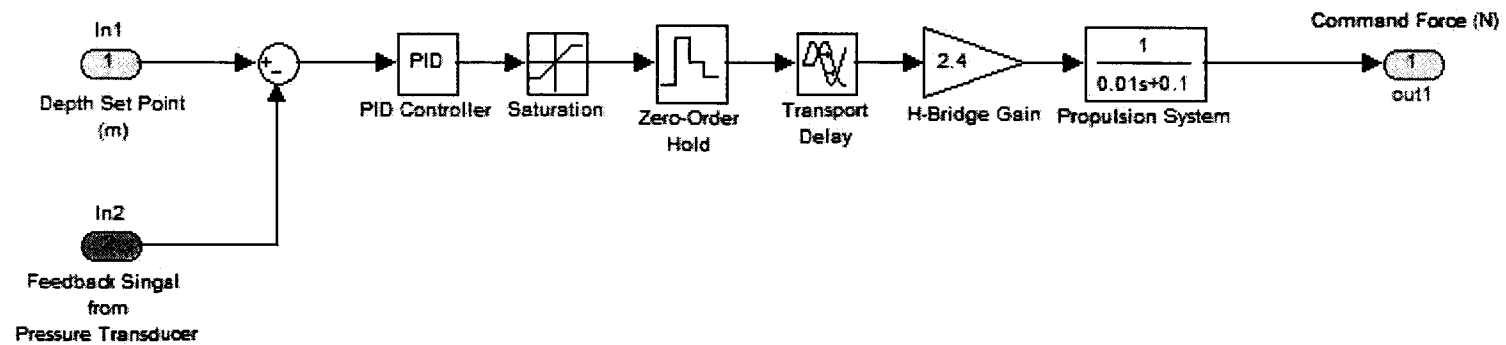 In1
1
Depth Set Point
(m)
+
−
PID
PID Controller
Saturation
Zero-Order
Hold
Transport
Delay
2.4
H-Bridge Gain
1
0.01s+0.1
Propulsion System
Command Force (N)
1
out1
In2
Feedback Singal
from
Pressure Transducer